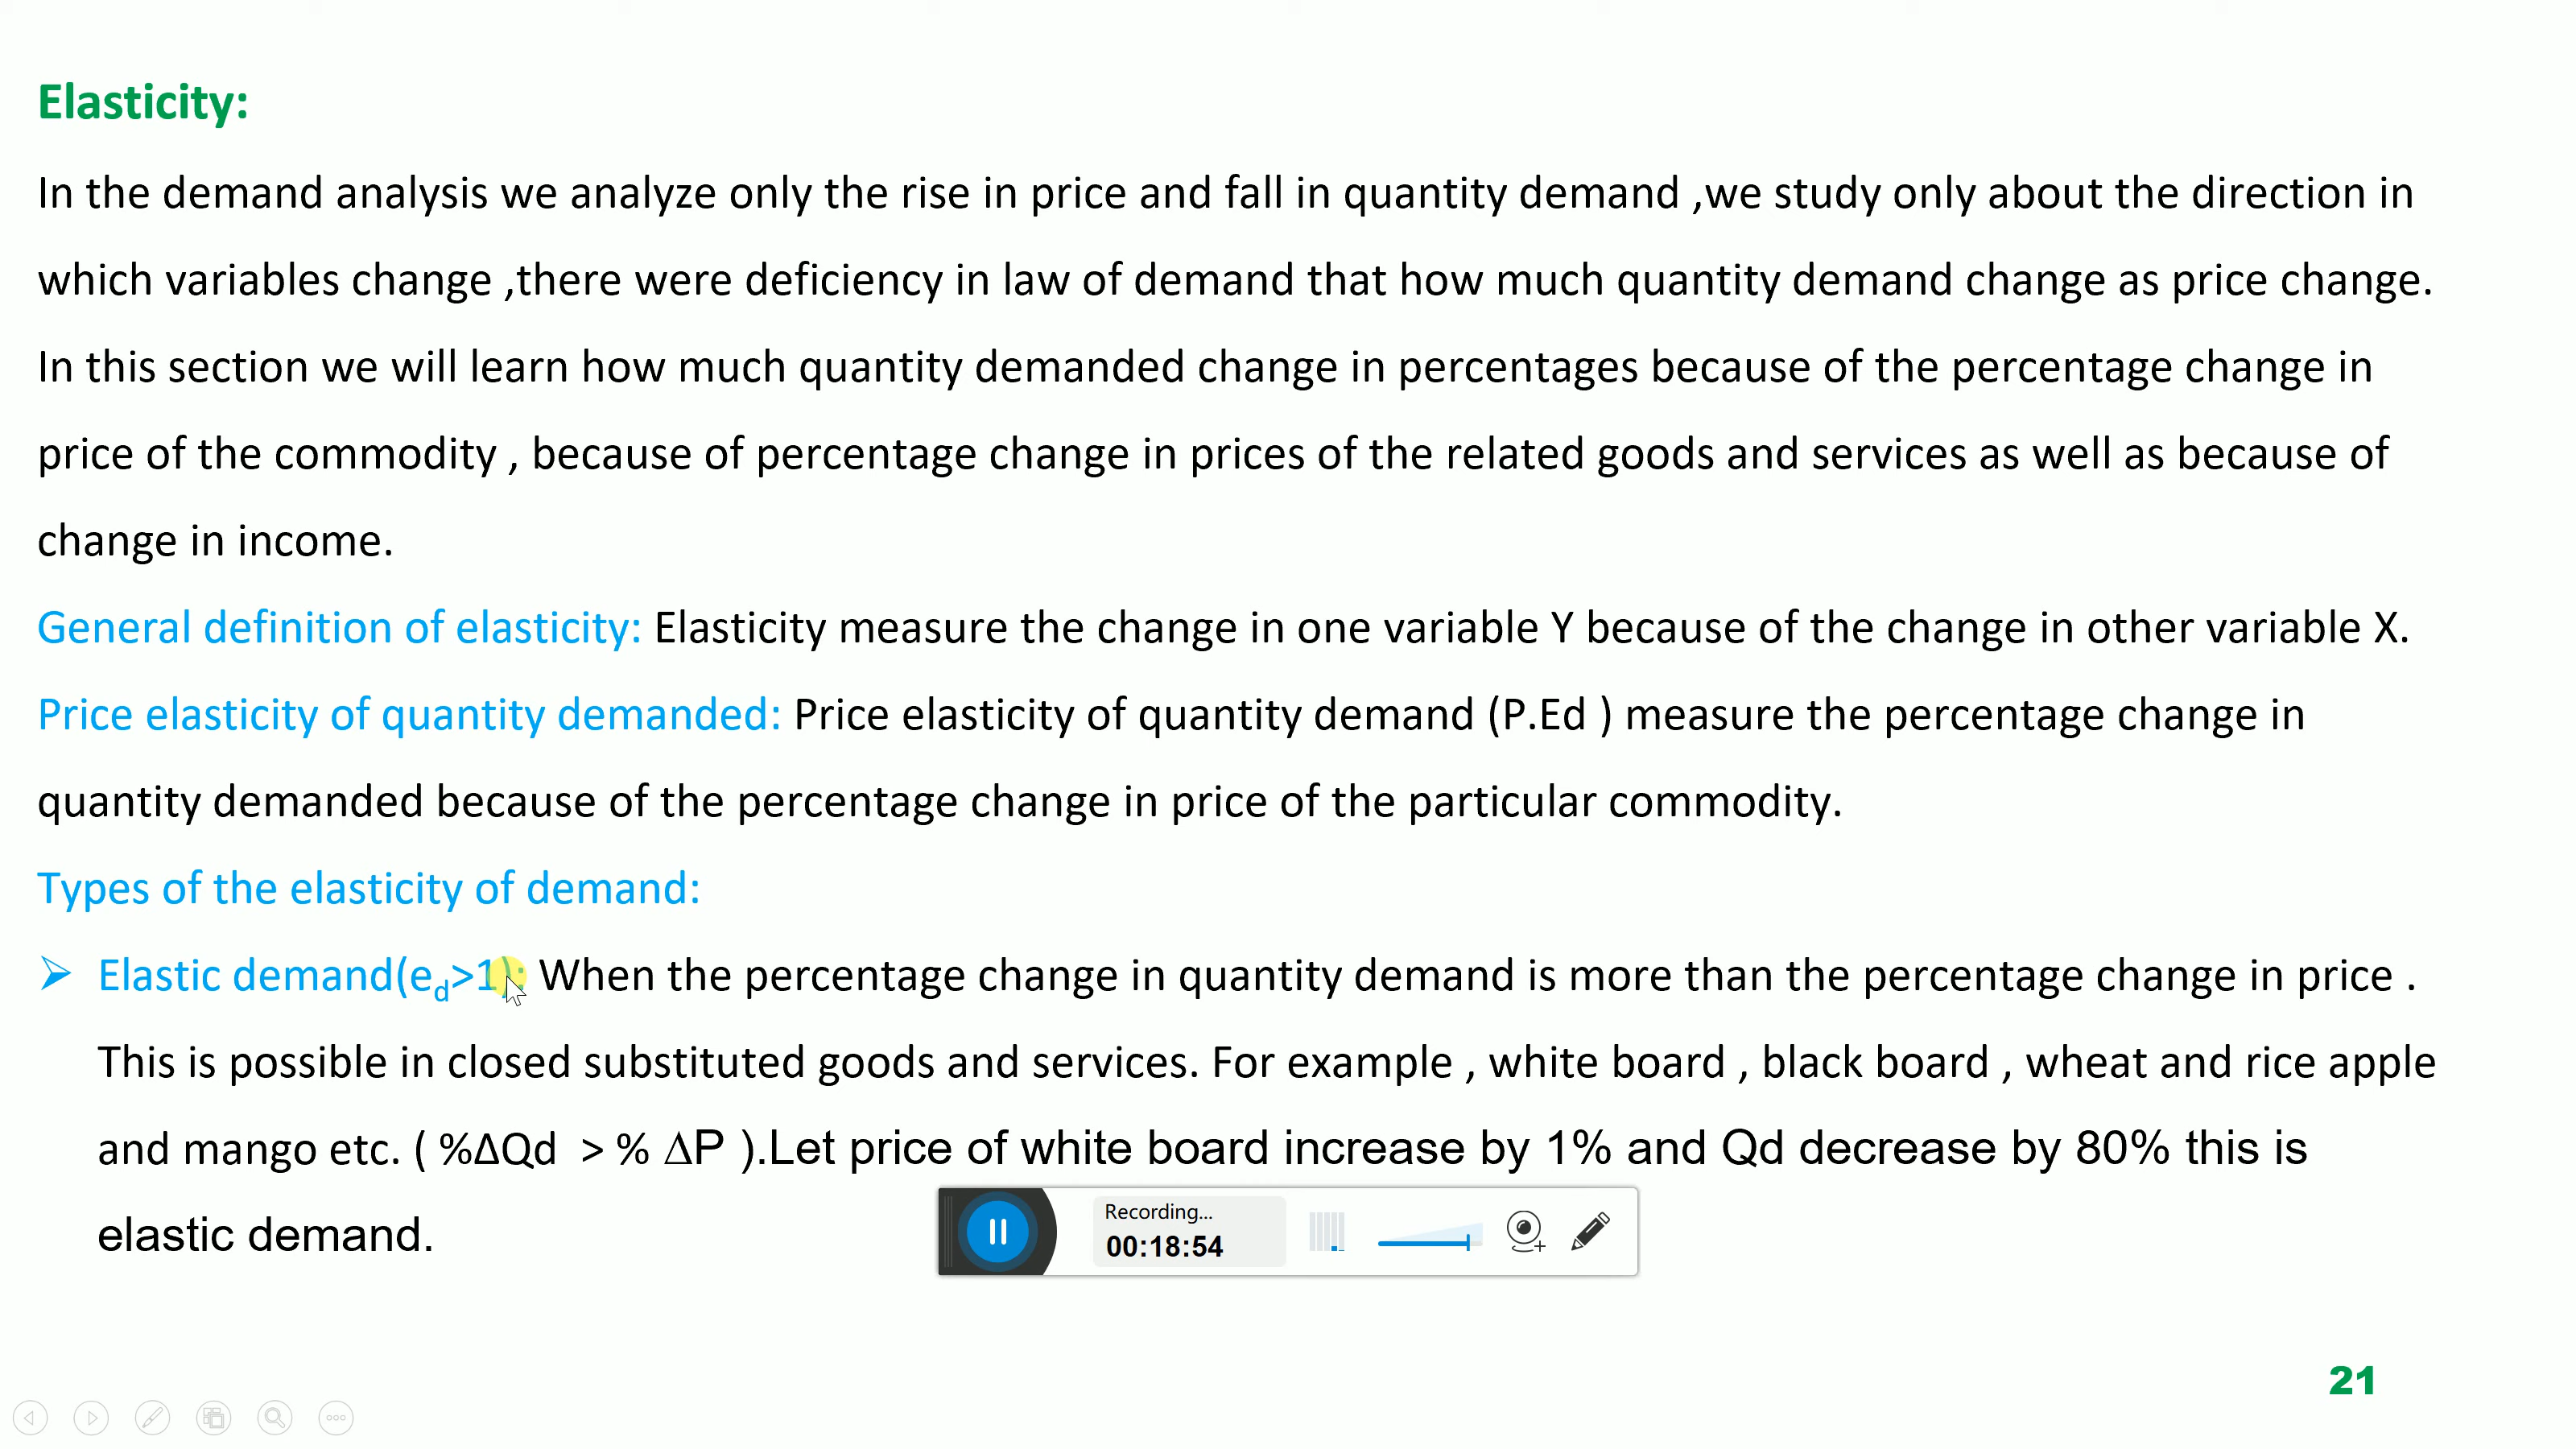 Elasticity:
In the demand analysis we analyze only the rise in price and fall in quantity demand ,we study only about the direction in
which variables change ,there were deficiency in law of demand that how much quantity demand change as price change.
In this section we will learn how much quantity demanded change in percentages because of the percentage change in
price of the commodity , because of percentage change in prices of the related goods and services as well as because of
change in income.
General definition of elasticity: Elasticity measure the change in one variable Y because of the change in other variable X.
Price elasticity of quantity demanded: Price elasticity of quantity demand (P.Ed ) measure the percentage change in
quantity demanded because of the percentage change in price of the particular commodity.
Types of the elasticity of demand:
➢ Elastic demand(ed>1): When the percentage change in quantity demand is more than the percentage change in price .
This is possible in closed substituted goods and services. For example , white board , black board , wheat and rice apple
and mango etc. ( %ΔQd > % ΔP ).Let price of white board increase by 1% and Qd decrease by 80% this is
elastic demand.
Recording...
00:18:54
21